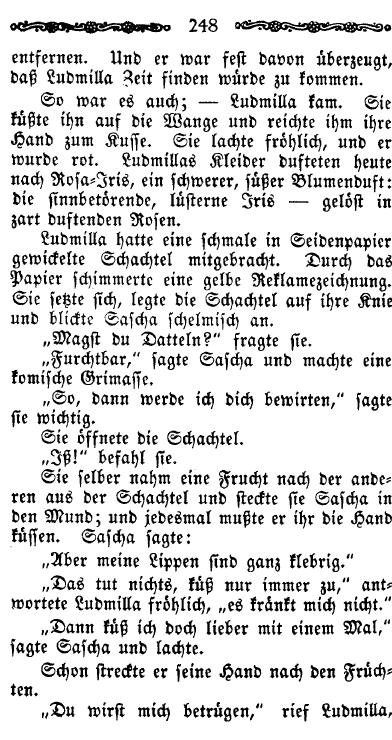 248
entfernen. Und er war fest davon überzeugt,
daß Ludmilla Zeit finden würde zu kommen.
So war es auch; — Ludmilla kam. Sie
küßte ihn auf die Wange und reichte ihm ihre
Hand zum Kusse. Sie lachte fröhlich, und er
wurde rot. Ludmillas Kleider dufteten heute
nach Rosa-Iris, ein schwerer, süßer Blumenduft:
die sinnbetörende, lüsterne Iris — gelöst in
zart duftenden Rosen.
Ludmilla hatte eine schmale in Seidenpapier
gewickelte Schachtel mitgebracht. Durch das
Papier schimmerte eine gelbe Reklamezeichnung.
Sie setzte sich, legte die Schachtel auf ihre Knie
und blickte Sascha schelmisch an.
„Magst du Datteln?“ fragte sie.
„Furchtbar,“ sagte Sascha und machte eine
komische Grimasse.
„So, dann werde ich dich bewirten,“ sagte
sie wichtig.
Sie öffnete die Schachtel.
„Iß!“ befahl sie.
Sie selber nahm eine Frucht nach der ande-
ren aus der Schachtel und steckte sie Sascha in
den Mund; und jedesmal mußte er ihr die Hand
küssen. Sascha sagte:
„Aber meine Lippen sind ganz klebrig.“
„Das tut nichts, küß nur immer zu,“ ant-
wortete Ludmilla fröhlich, „es kränkt mich nicht.“
„Dann küß ich doch lieber mit einem Mal,“
sagte Sascha und lachte.
Schon streckte er seine Hand nach den Früch-
ten.
„Du wirst mich betrügen,“ rief Ludmilla,